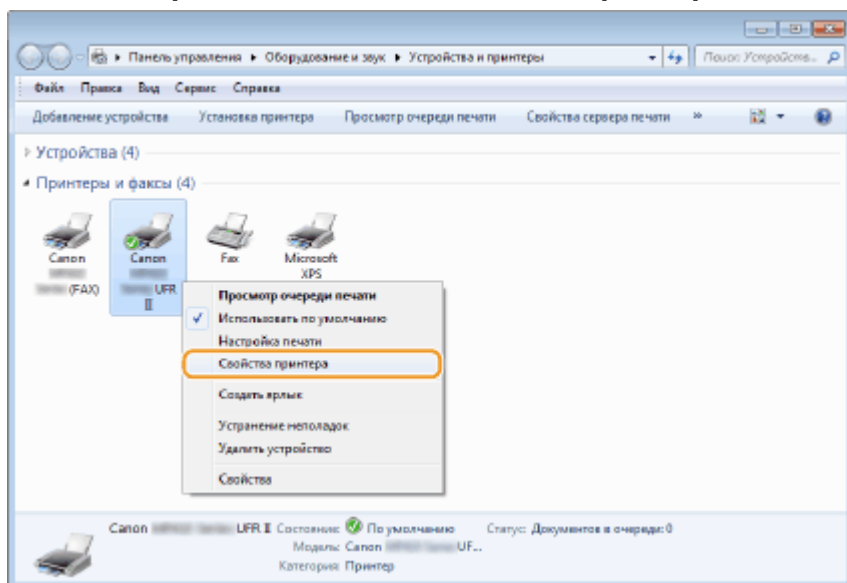 Панель управления ▸ Оборудование и звук ▸ Устройства и принтеры
Поиск: Устройств...
Файл Правка Вид Сервис Справка
Добавление устройства Установка принтера Просмотр очереди печати Свойства сервера печати »
Устройства (4)
Принтеры и факсы (4)
Canon
(FAX)
Canon
UFR
II
Fax
Microsoft
XPS
Просмотр очереди печати
Использовать по умолчанию
Настройка печати
Свойства принтера
Создать ярлык
Устранение неполадок
Удалить устройство
Свойства
Canon UFR II Состояние: По умолчанию Статус: Документов в очереди: 0
Модель: Canon UF...
Категория: Принтер